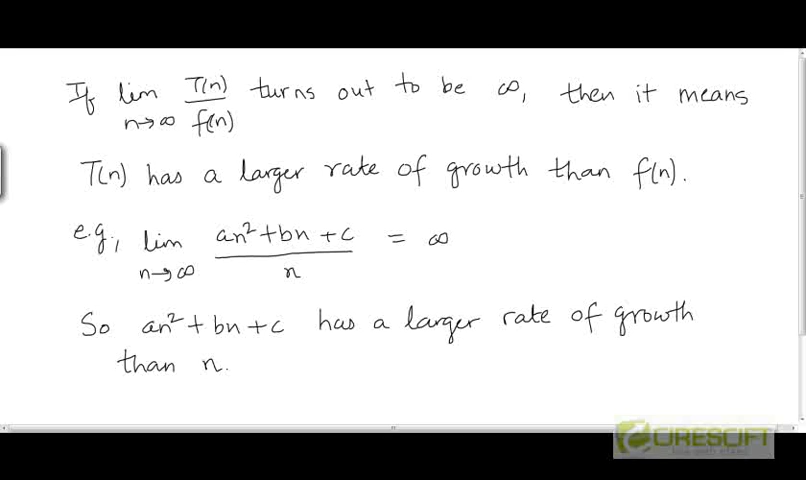 If lim n→∞ T(n)/f(n) turns out to be ∞, then it means
T(n) has a larger rate of growth than f(n).
e.g., lim n→∞ (an²+bn+c)/n = ∞
So an²+bn+c has a larger rate of growth
than n.
CIRESCIFT